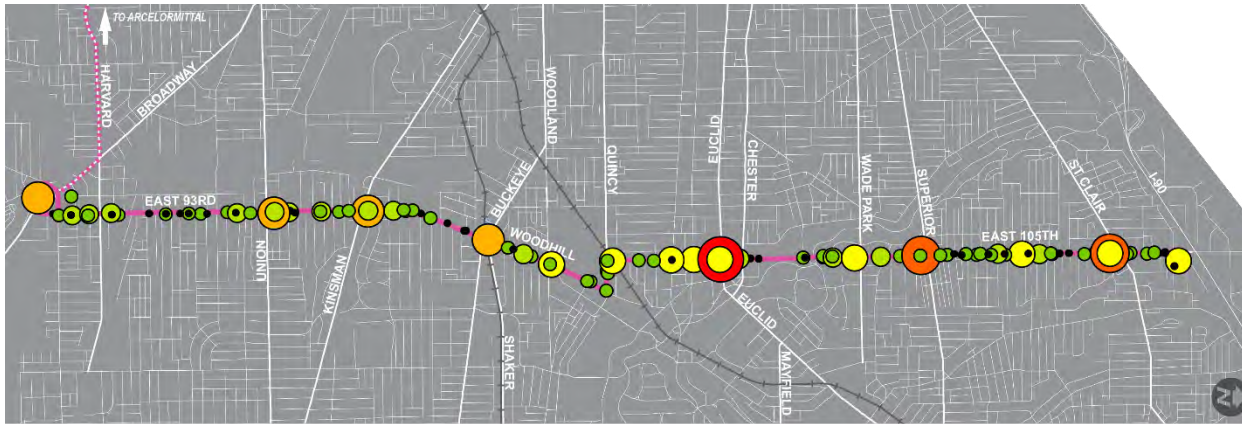 TO ARCELORMITTAL
HARVARD
BROADWAY
EAST 93RD
UNION
KINSMAN
BUCKEYE
WOODLAND
WOODHILL
SHAKER
QUINCY
EUCLID
CHESTER
EUCLID
MAYFIELD
WADE PARK
SUPERIOR
EAST 105TH
ST CLAIR
I-90
N